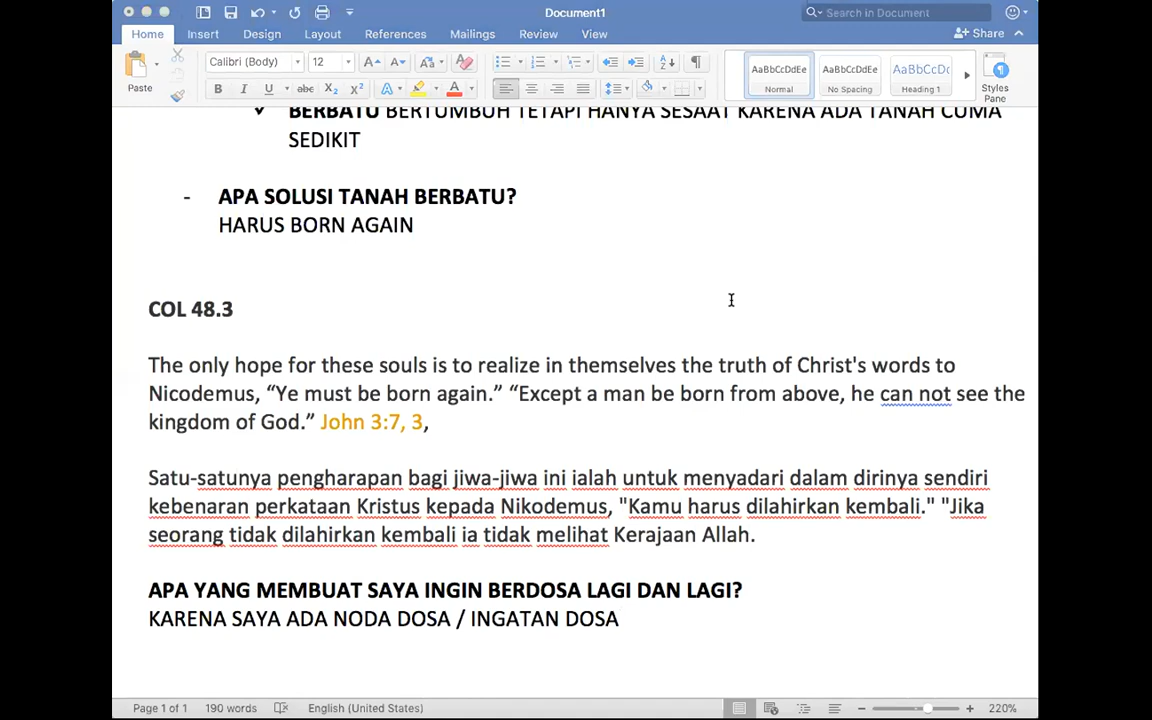 Document1
Search in Document
Home Insert Design Layout References Mailings Review View
Share
Paste
Calibri (Body) 12
AaBbCcDdEe AaBbCcDdEe AaBbCcDc
Normal No Spacing Heading 1
Styles Pane
✓ BERBATU BERTUMBUH TETAPI HANYA SESAAT KARENA ADA TANAH CUMA
SEDIKIT
- APA SOLUSI TANAH BERBATU?
HARUS BORN AGAIN
COL 48.3
The only hope for these souls is to realize in themselves the truth of Christ's words to
Nicodemus, “Ye must be born again.” “Except a man be born from above, he can not see the
kingdom of God.” John 3:7, 3,
Satu-satunya pengharapan bagi jiwa-jiwa ini ialah untuk menyadari dalam dirinya sendiri
kebenaran perkataan Kristus kepada Nikodemus, "Kamu harus dilahirkan kembali." "Jika
seorang tidak dilahirkan kembali ia tidak melihat Kerajaan Allah.
APA YANG MEMBUAT SAYA INGIN BERDOSA LAGI DAN LAGI?
KARENA SAYA ADA NODA DOSA / INGATAN DOSA
Page 1 of 1 190 words English (United States) 220%